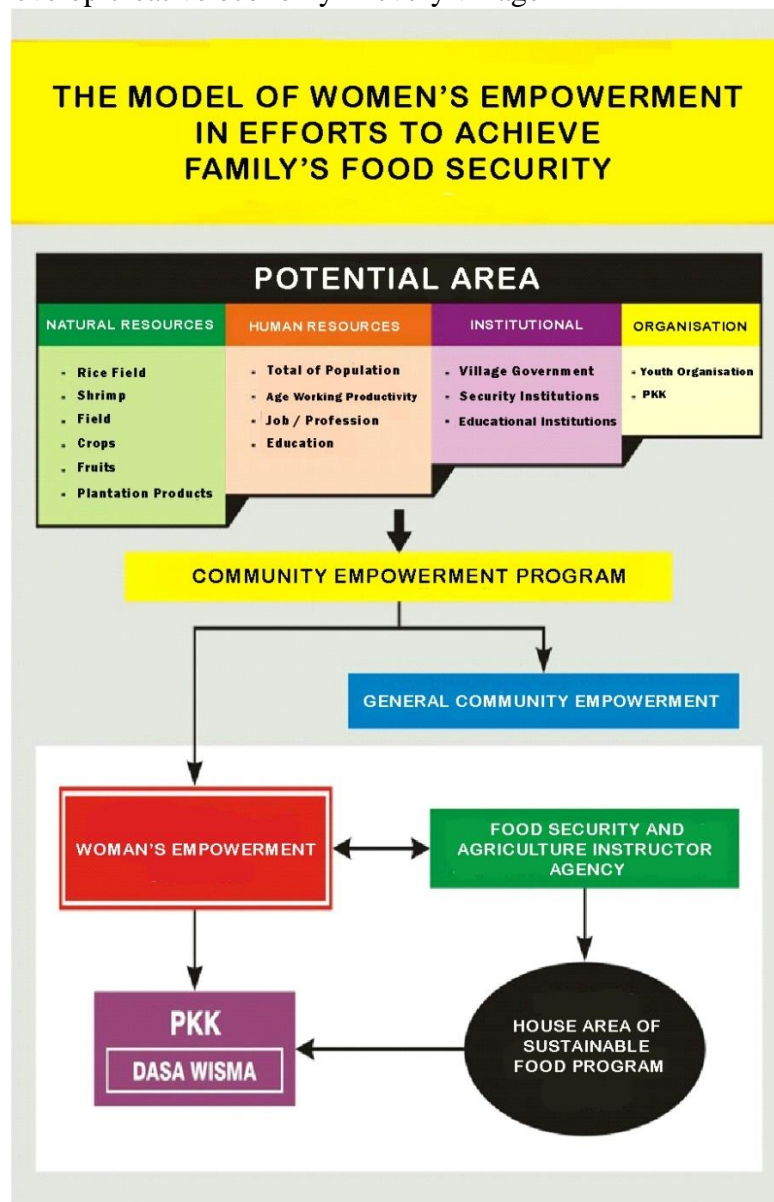 THE MODEL OF WOMEN'S EMPOWERMENT
IN EFFORTS TO ACHIEVE
FAMILY'S FOOD SECURITY
POTENTIAL AREA
NATURAL RESOURCES
- Rice Field
- Shrimp
- Field
- Crops
- Fruits
- Plantation Products
HUMAN RESOURCES
- Total of Population
- Age Working Productivity
- Job / Profession
- Education
INSTITUTIONAL
- Village Government
- Security Institutions
- Educational Institutions
ORGANISATION
- Youth Organisation
- PKK
COMMUNITY EMPOWERMENT PROGRAM
GENERAL COMMUNITY EMPOWERMENT
WOMAN'S EMPOWERMENT
FOOD SECURITY AND
AGRICULTURE INSTRUCTOR
AGENCY
PKK
DASA WISMA
HOUSE AREA OF
SUSTAINABLE
FOOD PROGRAM